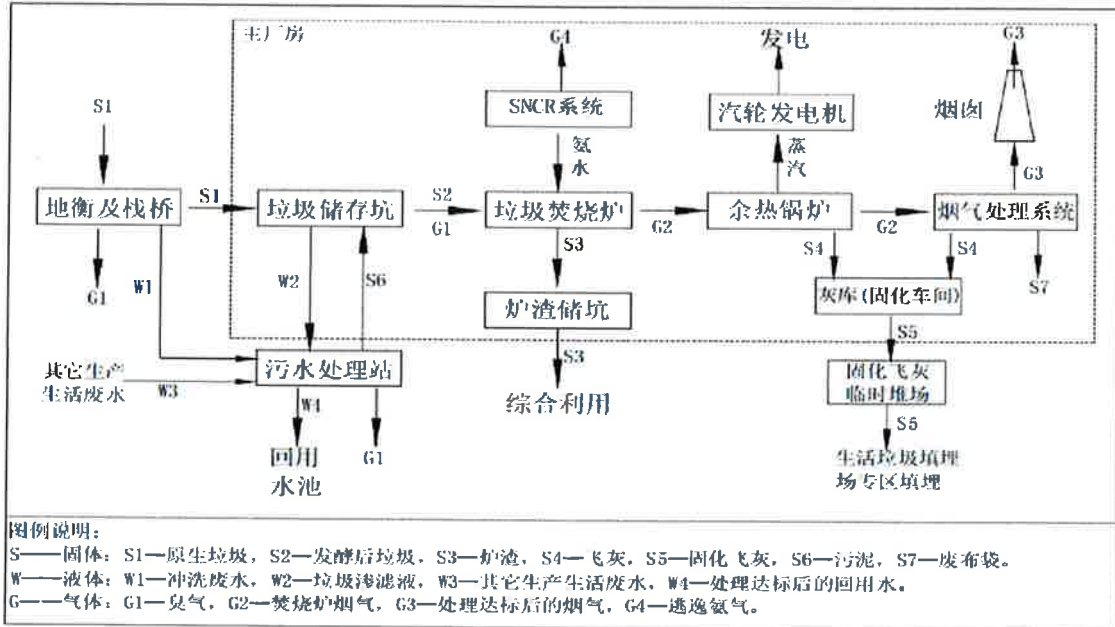 主厂房
G4
发电
G3
S1
SNCR系统
汽轮发电机
烟囱
氨水
蒸汽
G3
地衡及栈桥
S1
垃圾储存坑
S2
G1
垃圾焚烧炉
G2
余热锅炉
G2
烟气处理系统
S3
S4
S4
G1
W1
W2
S6
炉渣储坑
灰库(固化车间)
S7
S3
S5
其它生产
生活废水
W3
污水处理站
固化飞灰
临时堆场
W4
综合利用
S5
回用
水池
G1
生活垃圾填埋
场专区填埋
图例说明:
S——固体: S1—原生垃圾, S2—发酵后垃圾, S3—炉渣, S4—飞灰, S5—固化飞灰, S6—污泥, S7—废布袋。
W——液体: W1—冲洗废水, W2—垃圾渗滤液, W3—其它生产生活废水, W4—处理达标后的回用水。
G——气体: G1—臭气, G2—焚烧炉烟气, G3—处理达标后的烟气, G4—逃逸氨气。